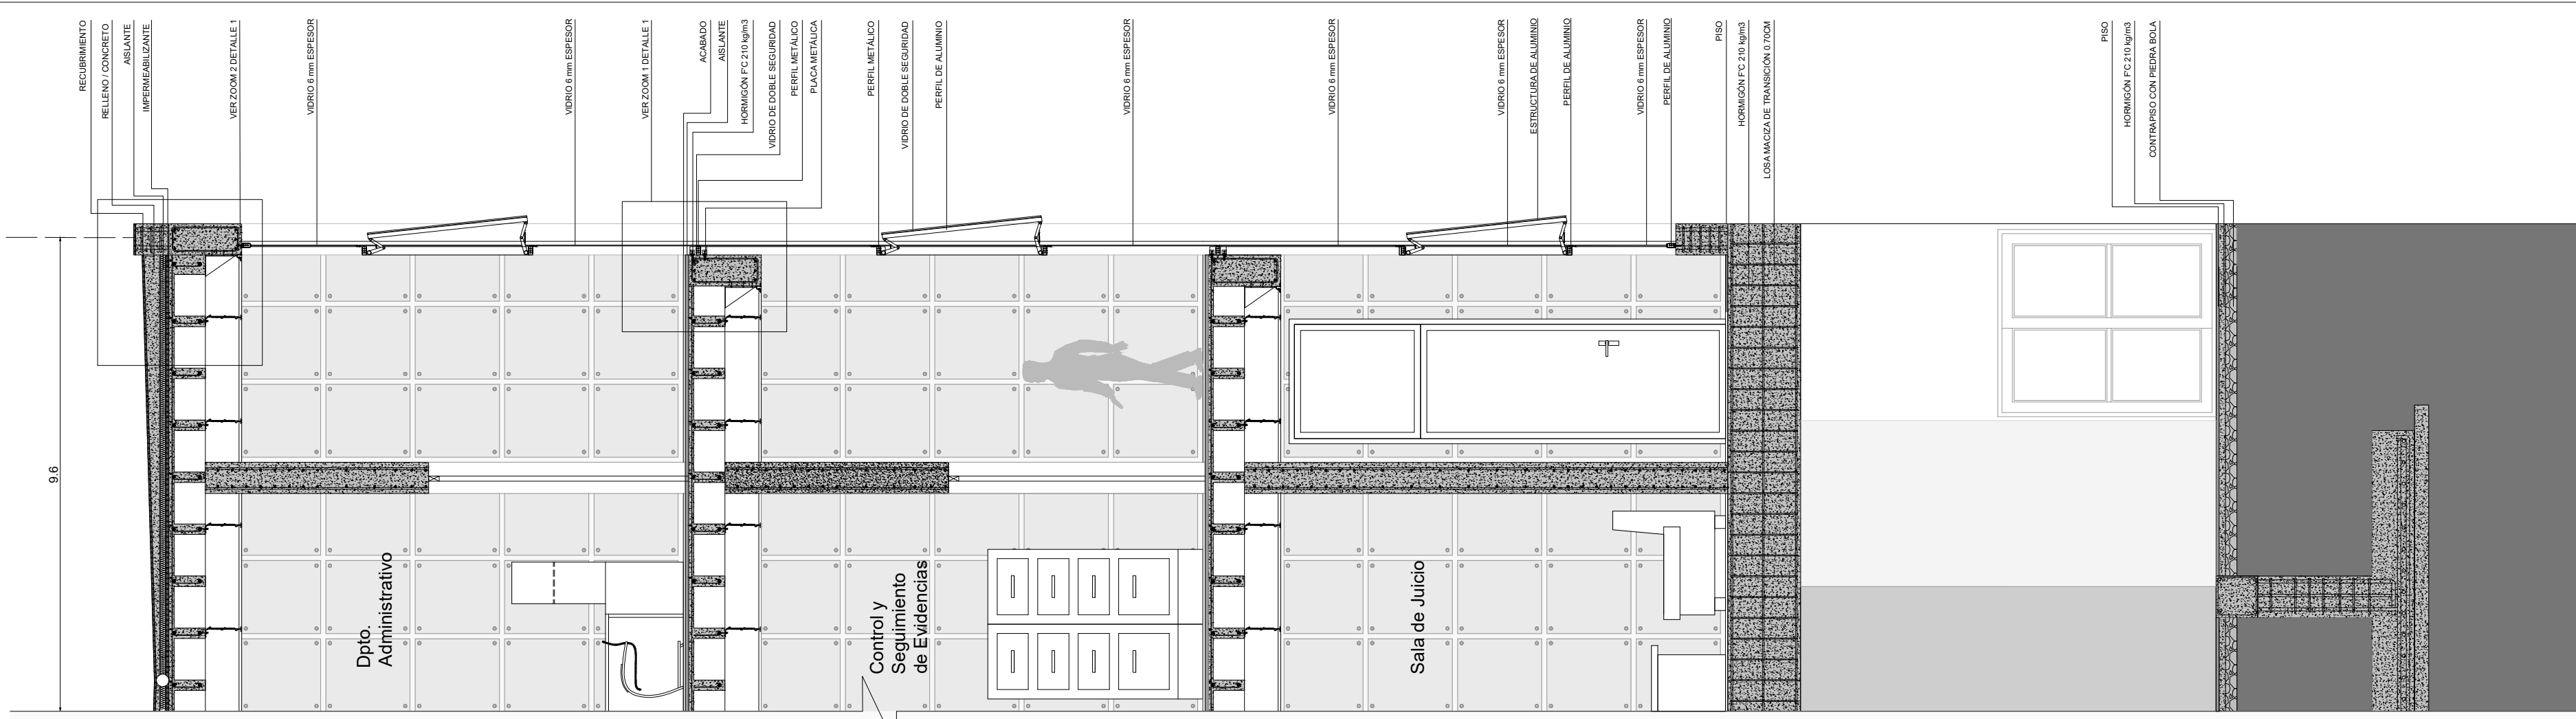 RECUBRIMIENTO
RELLENO / CONCRETO
AISLANTE
IMPERMEABILIZANTE
VER ZOOM 2 DETALLE 1
VIDRIO 6 mm ESPESOR
VIDRIO 6 mm ESPESOR
VER ZOOM 1 DETALLE 1
ACABADO
AISLANTE
HORMIGÓN F'C 210 kg/m3
VIDRIO DE DOBLE SEGURIDAD
PERFIL METÁLICO
PLACA METÁLICA
PERFIL METÁLICO
VIDRIO DE DOBLE SEGURIDAD
PERFIL DE ALUMINIO
VIDRIO 6 mm ESPESOR
VIDRIO 6 mm ESPESOR
VIDRIO 6 mm ESPESOR
ESTRUCTURA DE ALUMINIO
PERFIL DE ALUMINIO
VIDRIO 6 mm ESPESOR
PERFIL DE ALUMINIO
PISO
HORMIGÓN F'C 210 kg/m3
LOSA MACIZA DE TRANSICIÓN 0.70CM
PISO
HORMIGÓN F'C 210 kg/m3
CONTRAPISO CON PIEDRA BOLA
9.6
Dpto.
Administrativo
Control y
Seguimiento
de Evidencias
Sala de Juicio